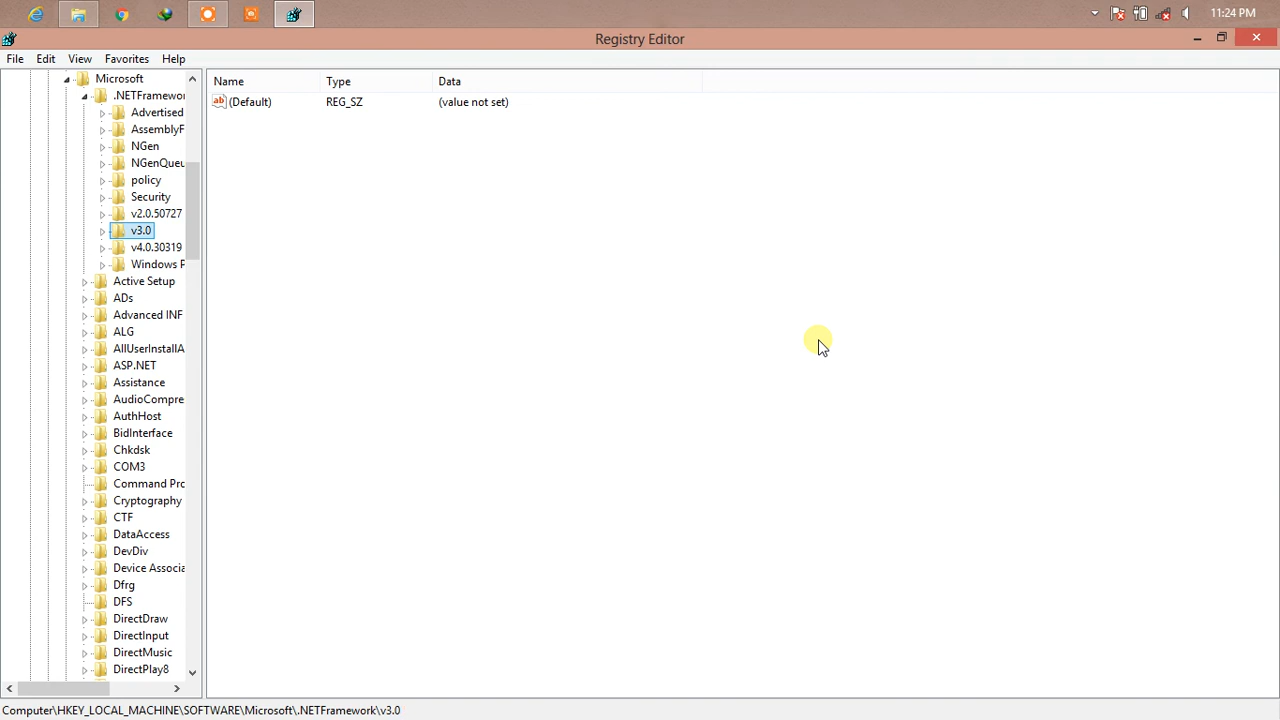 11:24 PM
Registry Editor
File Edit View Favorites Help
Microsoft
.NETFramewor
Advertised
AssemblyF
NGen
NGenQueu
policy
Security
v2.0.50727
v3.0
v4.0.30319
Windows P
Active Setup
ADs
Advanced INF
ALG
AllUserInstallA
ASP.NET
Assistance
AudioCompre
AuthHost
BidInterface
Chkdsk
COM3
Command Pro
Cryptography
CTF
DataAccess
DevDiv
Device Associa
Dfrg
DFS
DirectDraw
DirectInput
DirectMusic
DirectPlay8
Name Type Data
ab (Default) REG_SZ (value not set)
Computer\HKEY_LOCAL_MACHINE\SOFTWARE\Microsoft\.NETFramework\v3.0